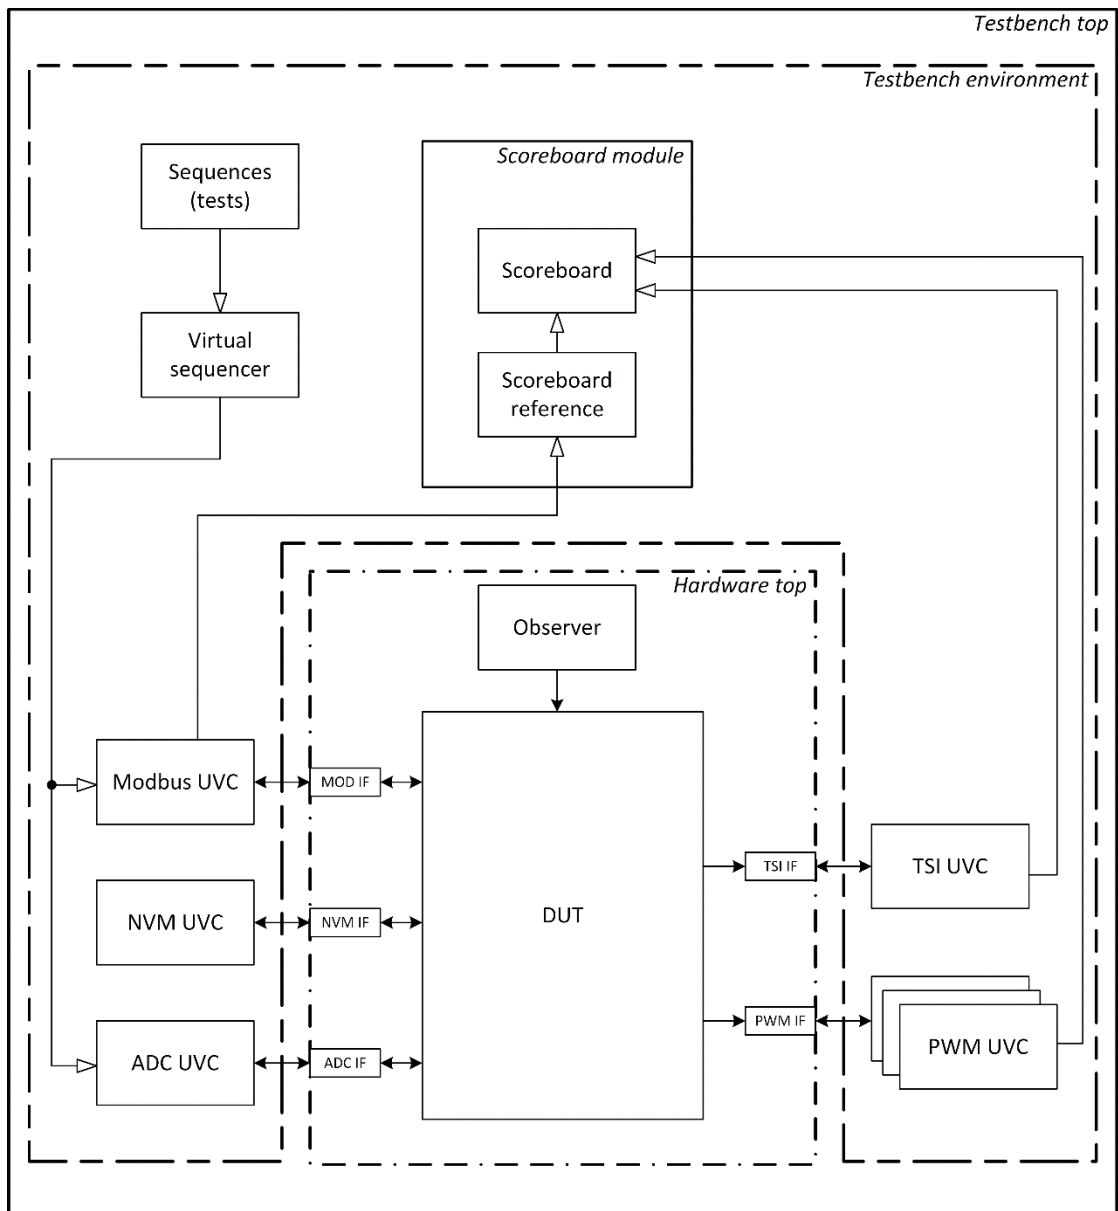 Testbench top
Testbench environment
Scoreboard module
Sequences
(tests)
Scoreboard
Virtual
sequencer
Scoreboard
reference
Hardware top
Observer
Modbus UVC
MOD IF
TSI IF
TSI UVC
NVM UVC
NVM IF
DUT
PWM IF
PWM UVC
ADC UVC
ADC IF